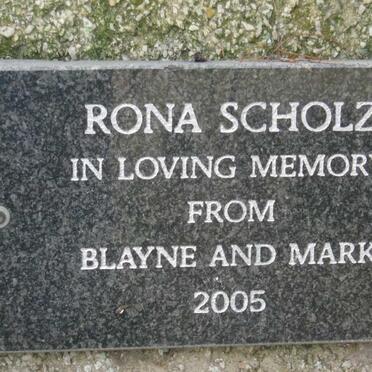 RONA SCHOLZ
IN LOVING MEMORY
FROM
BLAYNE AND MARK
2005